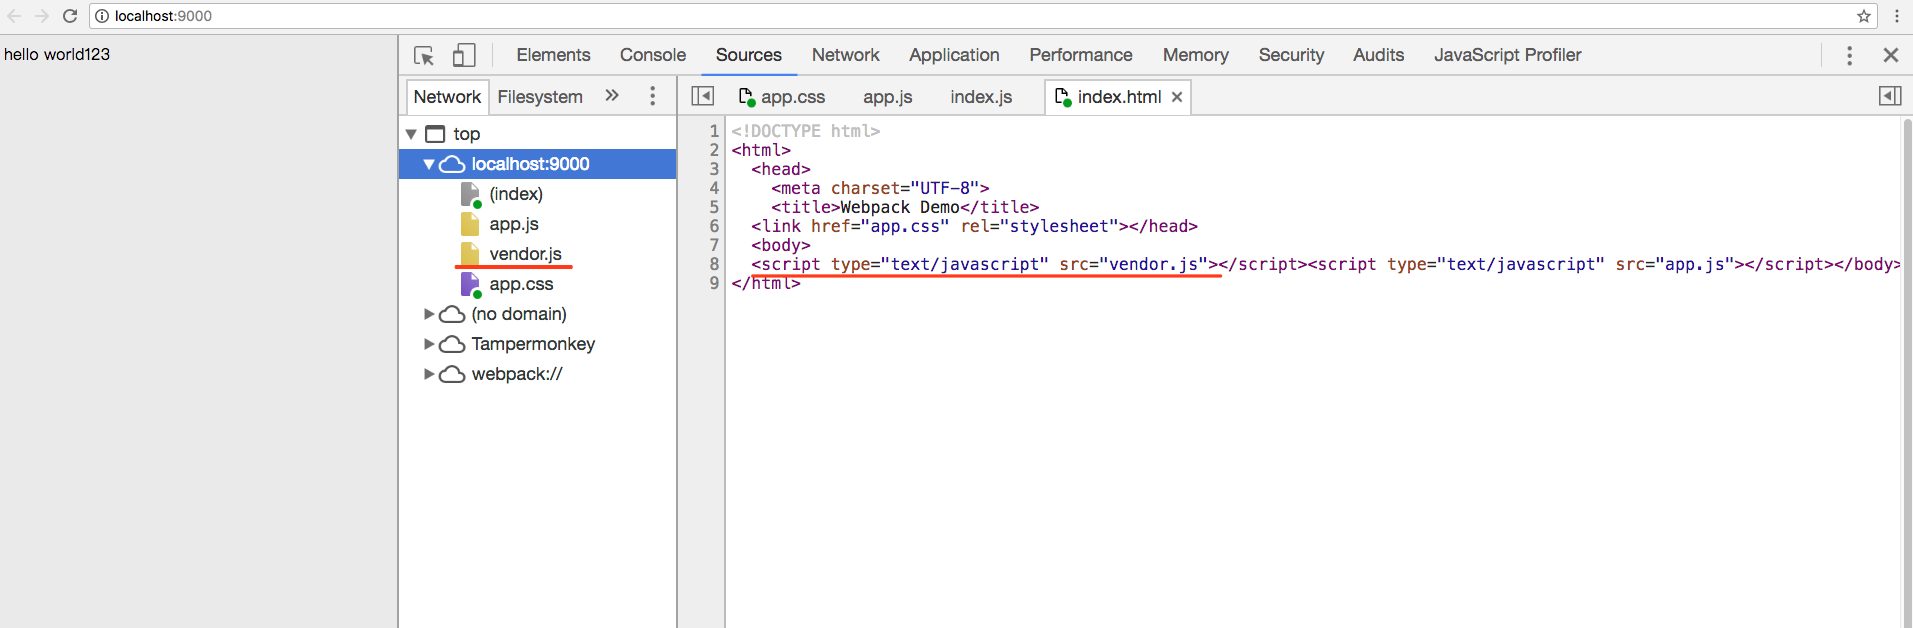 localhost:9000
hello world123
Elements Console Sources Network Application Performance Memory Security Audits JavaScript Profiler
Network Filesystem »
app.css app.js index.js index.html ×
top
localhost:9000
(index)
app.js
vendor.js
app.css
(no domain)
Tampermonkey
webpack://
1 <!DOCTYPE html>
2 <html>
3 <head>
4 <meta charset="UTF-8">
5 <title>Webpack Demo</title>
6 <link href="app.css" rel="stylesheet"></head>
7 <body>
8 <script type="text/javascript" src="vendor.js"></script><script type="text/javascript" src="app.js"></script></body>
9 </html>